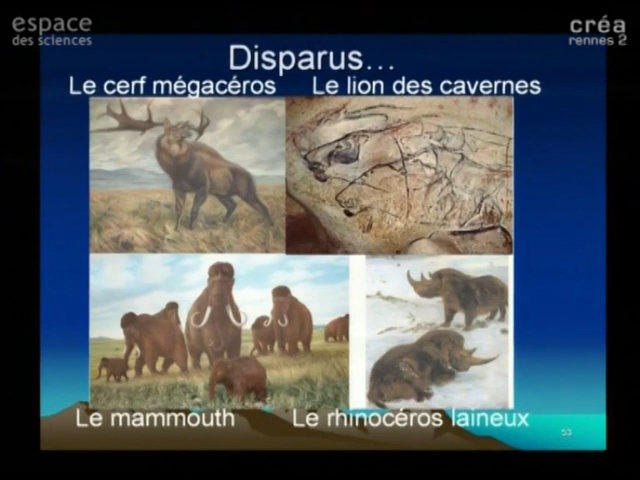 espace
des sciences
créa
rennes 2
Disparus...
Le cerf mégacéros
Le lion des cavernes
Le mammouth
Le rhinocéros laineux
53